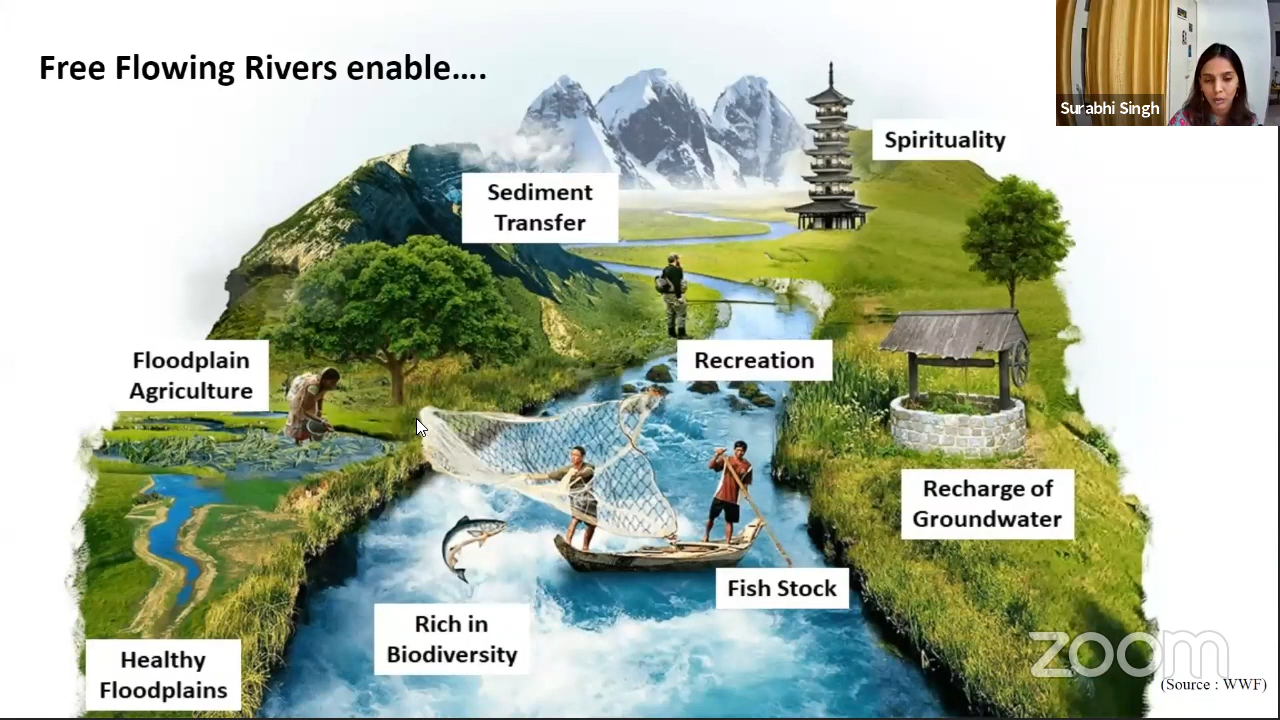 Free Flowing Rivers enable....
Surabhi Singh
Spirituality
Sediment
Transfer
Floodplain
Agriculture
Recreation
Recharge of
Groundwater
Fish Stock
Rich in
Biodiversity
Healthy
Floodplains
zoom
(Source : WWF)